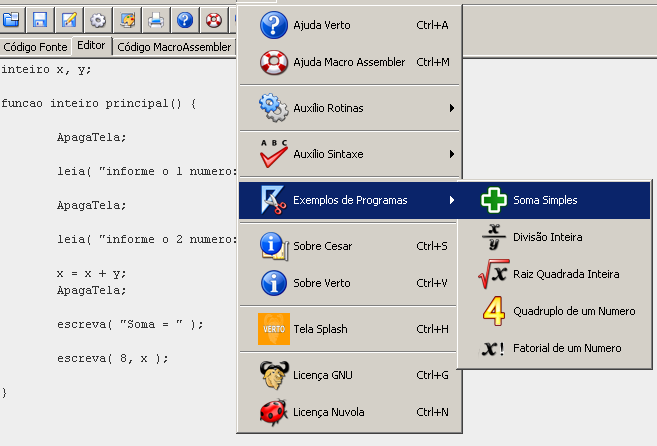 Código Fonte Editor Código MacroAssembler
inteiro x, y;
funcao inteiro principal() {
ApagaTela;
leia( "informe o 1 numero:
ApagaTela;
leia( "informe o 2 numero:
x = x + y;
ApagaTela;
escreva( "Soma = " );
escreva( 8, x );
}
Ajuda Verto Ctrl+A
Ajuda Macro Assembler Ctrl+M
Auxílio Rotinas
A B C
Auxílio Sintaxe
Exemplos de Programas
Sobre Cesar Ctrl+S
Sobre Verto Ctrl+V
VERTO Tela Splash Ctrl+H
Licença GNU Ctrl+G
Licença Nuvola Ctrl+N
Soma Simples
x/y Divisão Inteira
√x Raiz Quadrada Inteira
4 Quadruplo de um Numero
x! Fatorial de um Numero